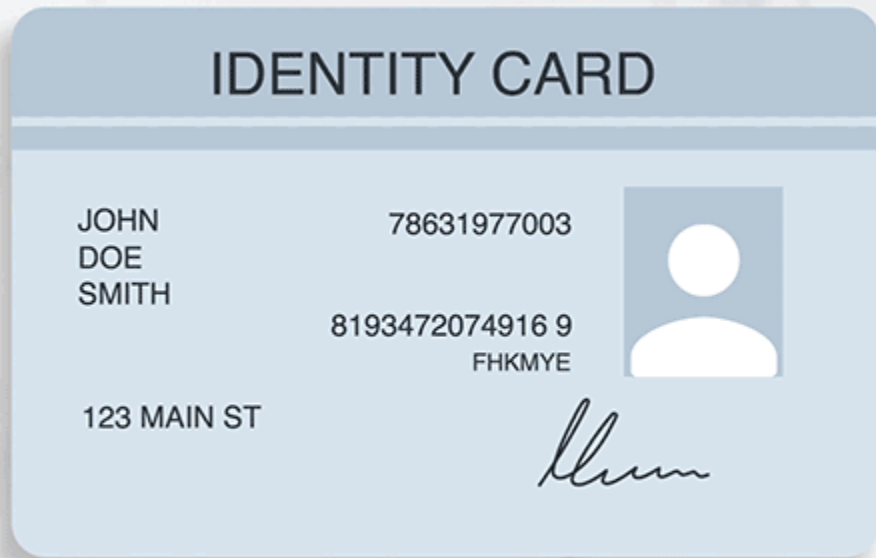 IDENTITY CARD
JOHN
DOE
SMITH
78631977003
8193472074916 9
FHKMYE
123 MAIN ST